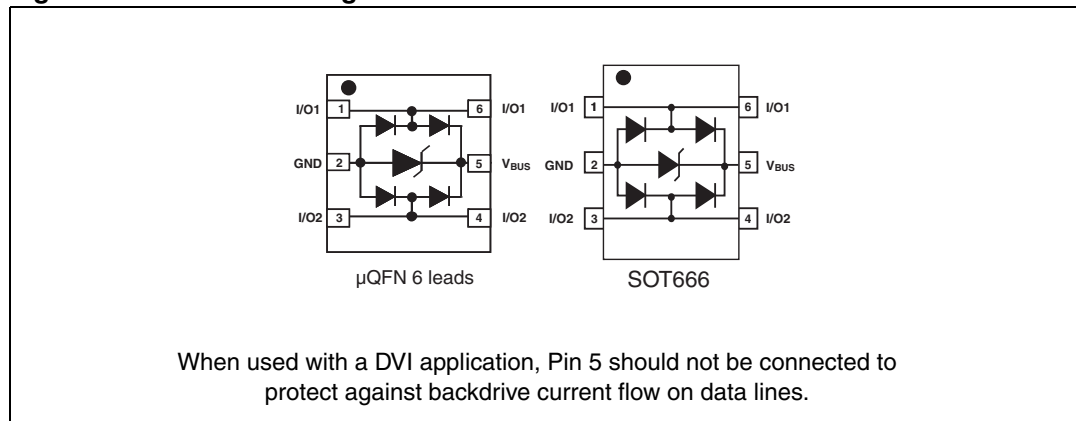 I/O1 1 6 I/O1
GND 2 5 VBUS
I/O2 3 4 I/O2
µQFN 6 leads
I/O1 1 6 I/O1
GND 2 5 VBUS
I/O2 3 4 I/O2
SOT666
When used with a DVI application, Pin 5 should not be connected to
protect against backdrive current flow on data lines.